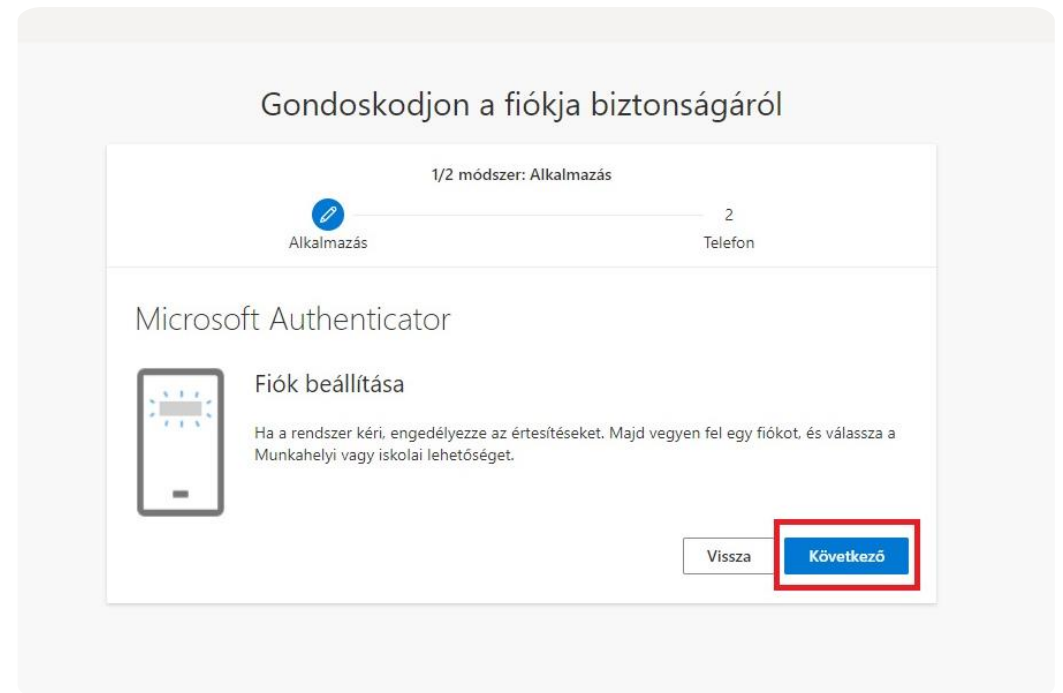 Gondoskodjon a fiókja biztonságáról
1/2 módszer: Alkalmazás
2
Alkalmazás
Telefon
Microsoft Authenticator
Fiók beállítása
Ha a rendszer kéri, engedélyezze az értesítéseket. Majd vegyen fel egy fiókot, és válassza a
Munkahelyi vagy iskolai lehetőséget.
Vissza
Következő